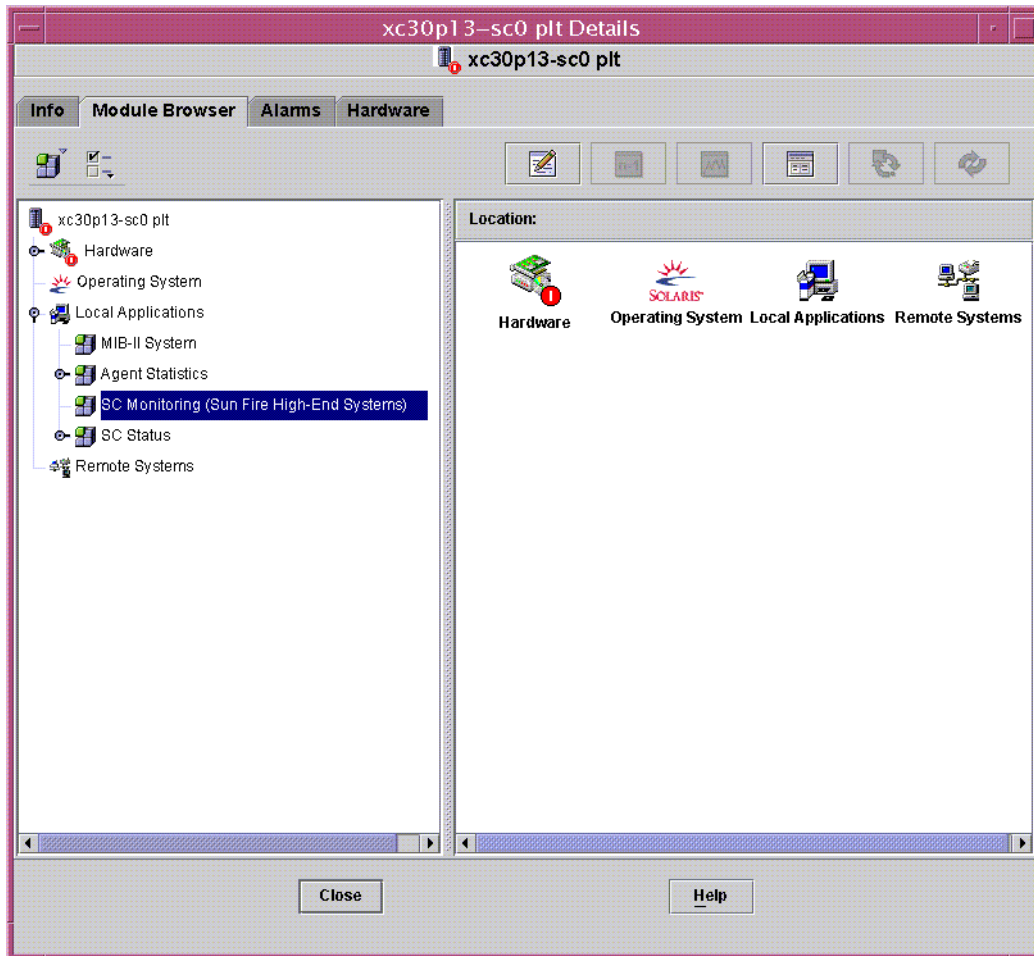 xc30p13–sc0 plt Details
xc30p13-sc0 plt
Info Module Browser Alarms Hardware
xc30p13-sc0 plt
Hardware
Operating System
Local Applications
MIB-II System
Agent Statistics
SC Monitoring (Sun Fire High-End Systems)
SC Status
Remote Systems
Location:
SOLARIS
Hardware Operating System Local Applications Remote Systems
Close Help